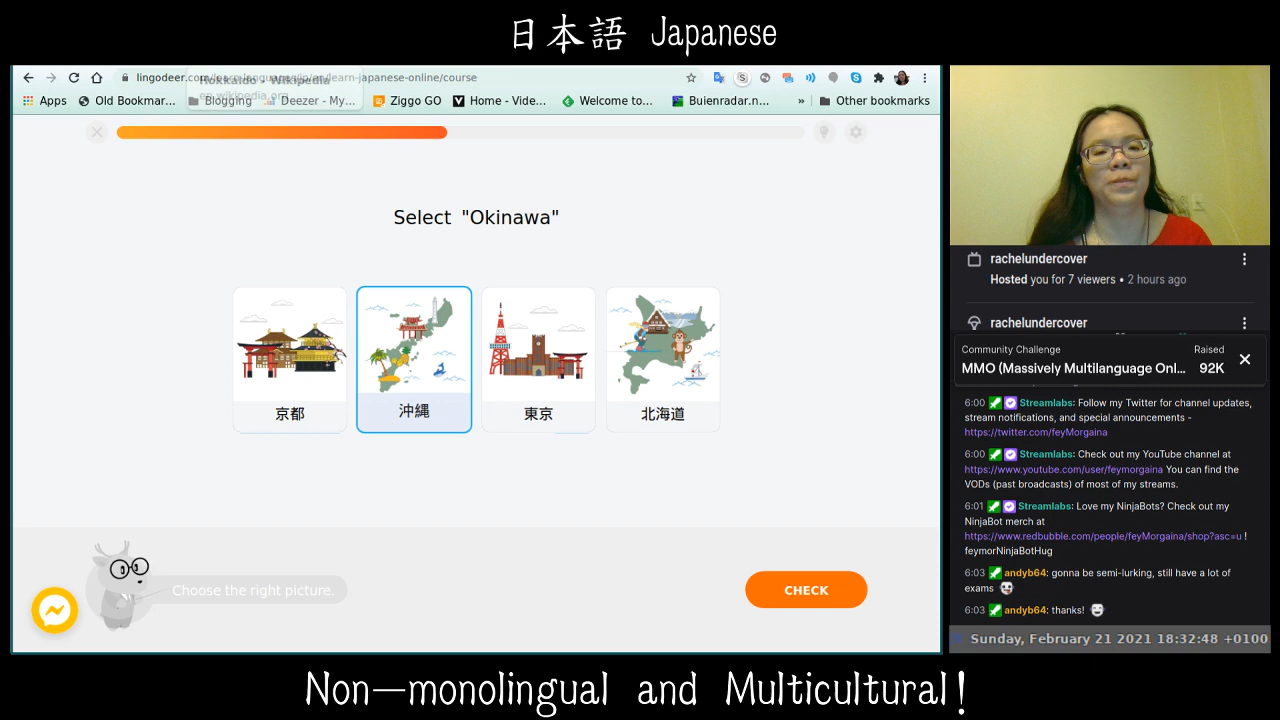 日本語 Japanese
lingodeer.com/learn-languages/en/learn-japanese-online/course
Hokkaido - Wikipedia
en.wikipedia.org
Apps
Old Bookmar...
Blogging
Deezer - My...
Ziggo GO
Home - Vide...
Welcome to...
Buienradar.n...
»
Other bookmarks
Select "Okinawa"
京都
沖縄
東京
北海道
Choose the right picture.
CHECK
rachelundercover
Hosted you for 7 viewers • 2 hours ago
rachelundercover
Community Challenge
Raised
MMO (Massively Multilanguage Onl...
92K
6:00 Streamlabs: Follow my Twitter for channel updates,
stream notifications, and special announcements -
https://twitter.com/feyMorgaina
6:00 Streamlabs: Check out my YouTube channel at
https://www.youtube.com/user/feymorgaina You can find the
VODs (past broadcasts) of most of my streams.
6:01 Streamlabs: Love my NinjaBots? Check out my
NinjaBot merch at
https://www.redbubble.com/people/feyMorgaina/shop?asc=u !
feymorNinjaBotHug
6:03 andyb64: gonna be semi-lurking, still have a lot of
exams
6:03 andyb64: thanks!
Sunday, February 21 2021 18:32:48 +0100
Non-monolingual and Multicultural!